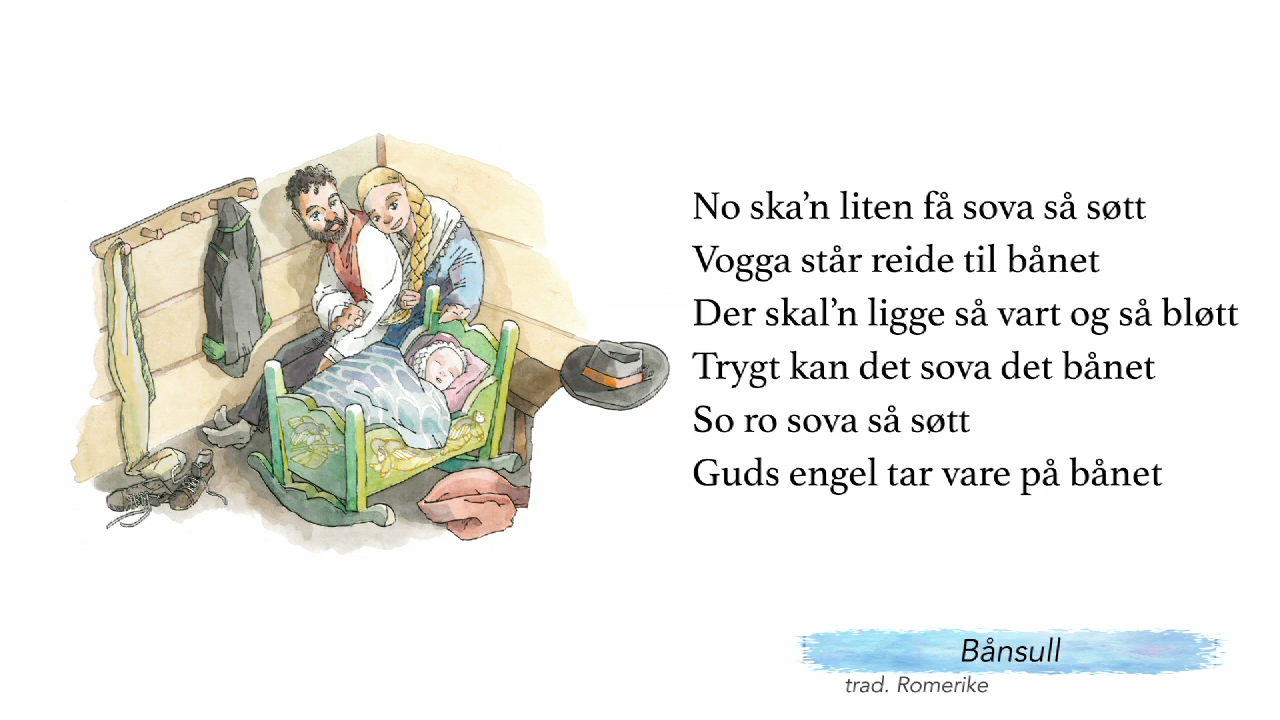 No ska’n liten få sova så søtt
Vogga står reide til bånet
Der skal’n ligge så vart og så bløtt
Trygt kan det sova det bånet
So ro sova så søtt
Guds engel tar vare på bånet
Bånsull
trad. Romerike